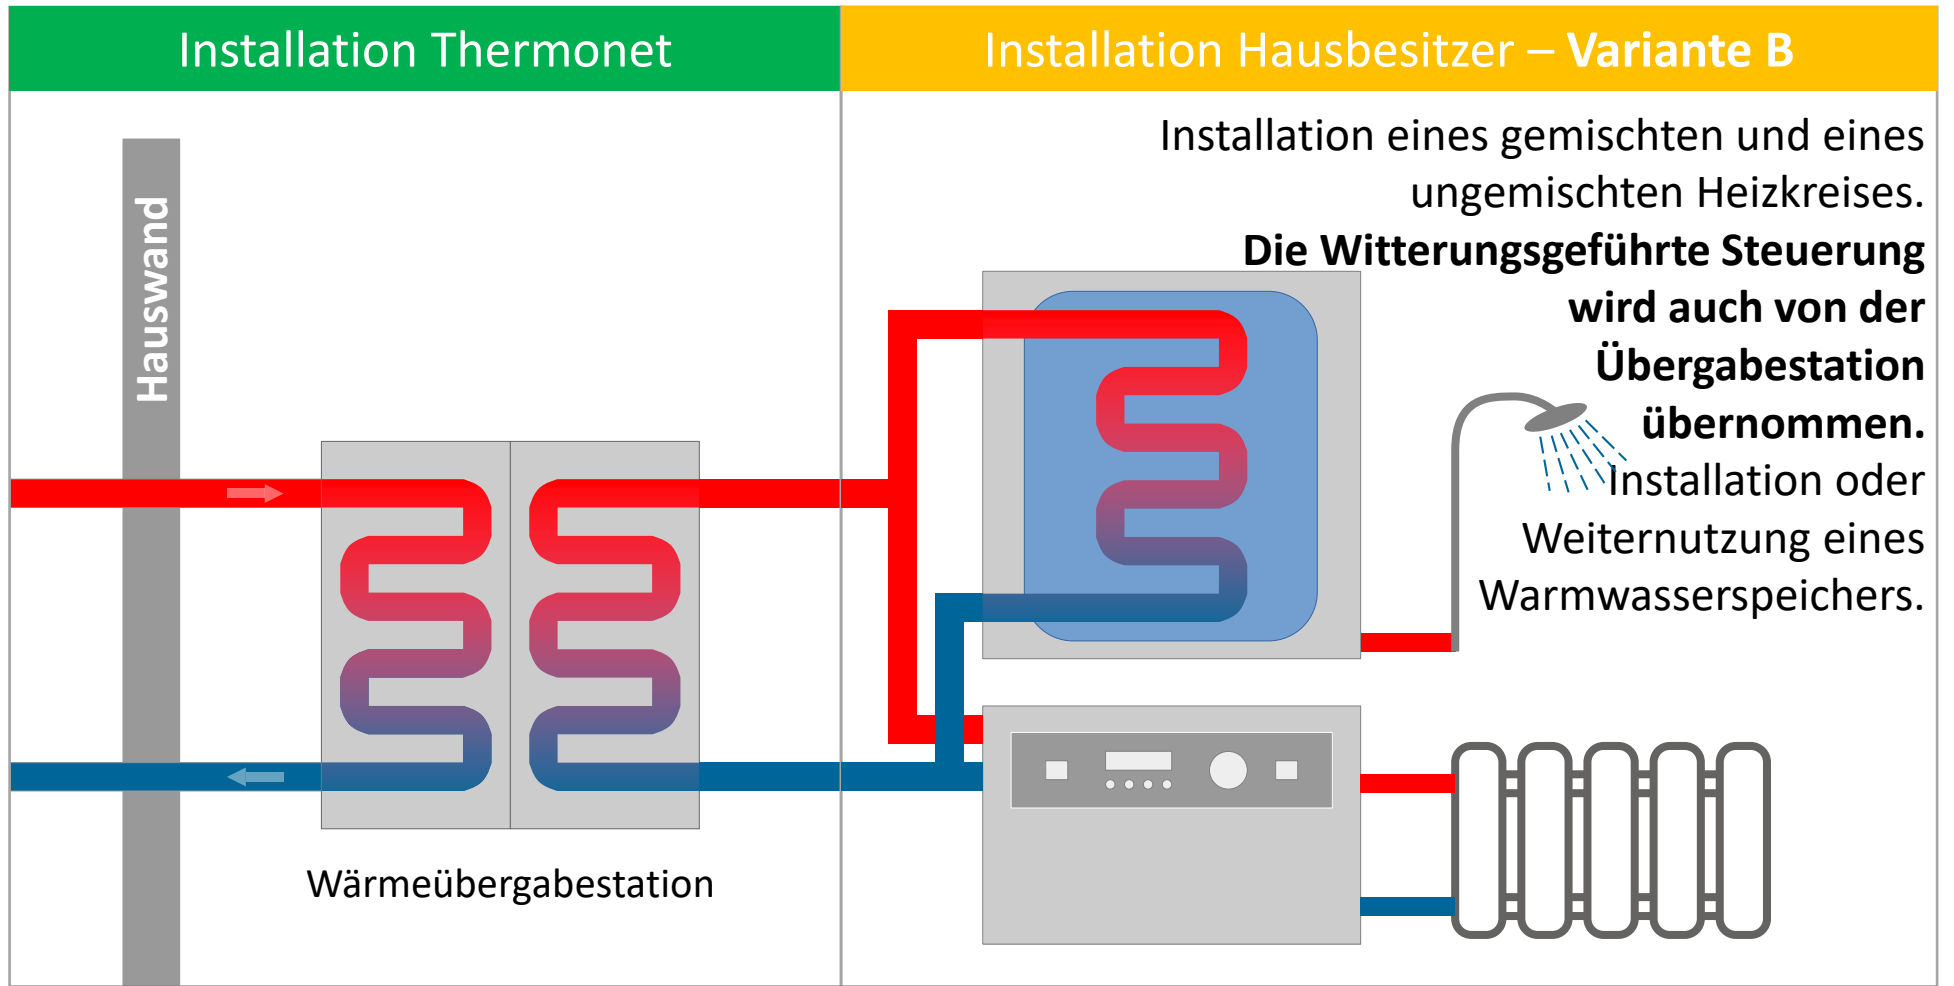 Installation Thermonet
Installation Hausbesitzer – Variante B
Hauswand
Installation eines gemischten und eines
ungemischten Heizkreises.
Die Witterungsgeführte Steuerung
wird auch von der
Übergabestation
übernommen.
Installation oder
Weiternutzung eines
Warmwasserspeichers.
Wärmeübergabestation